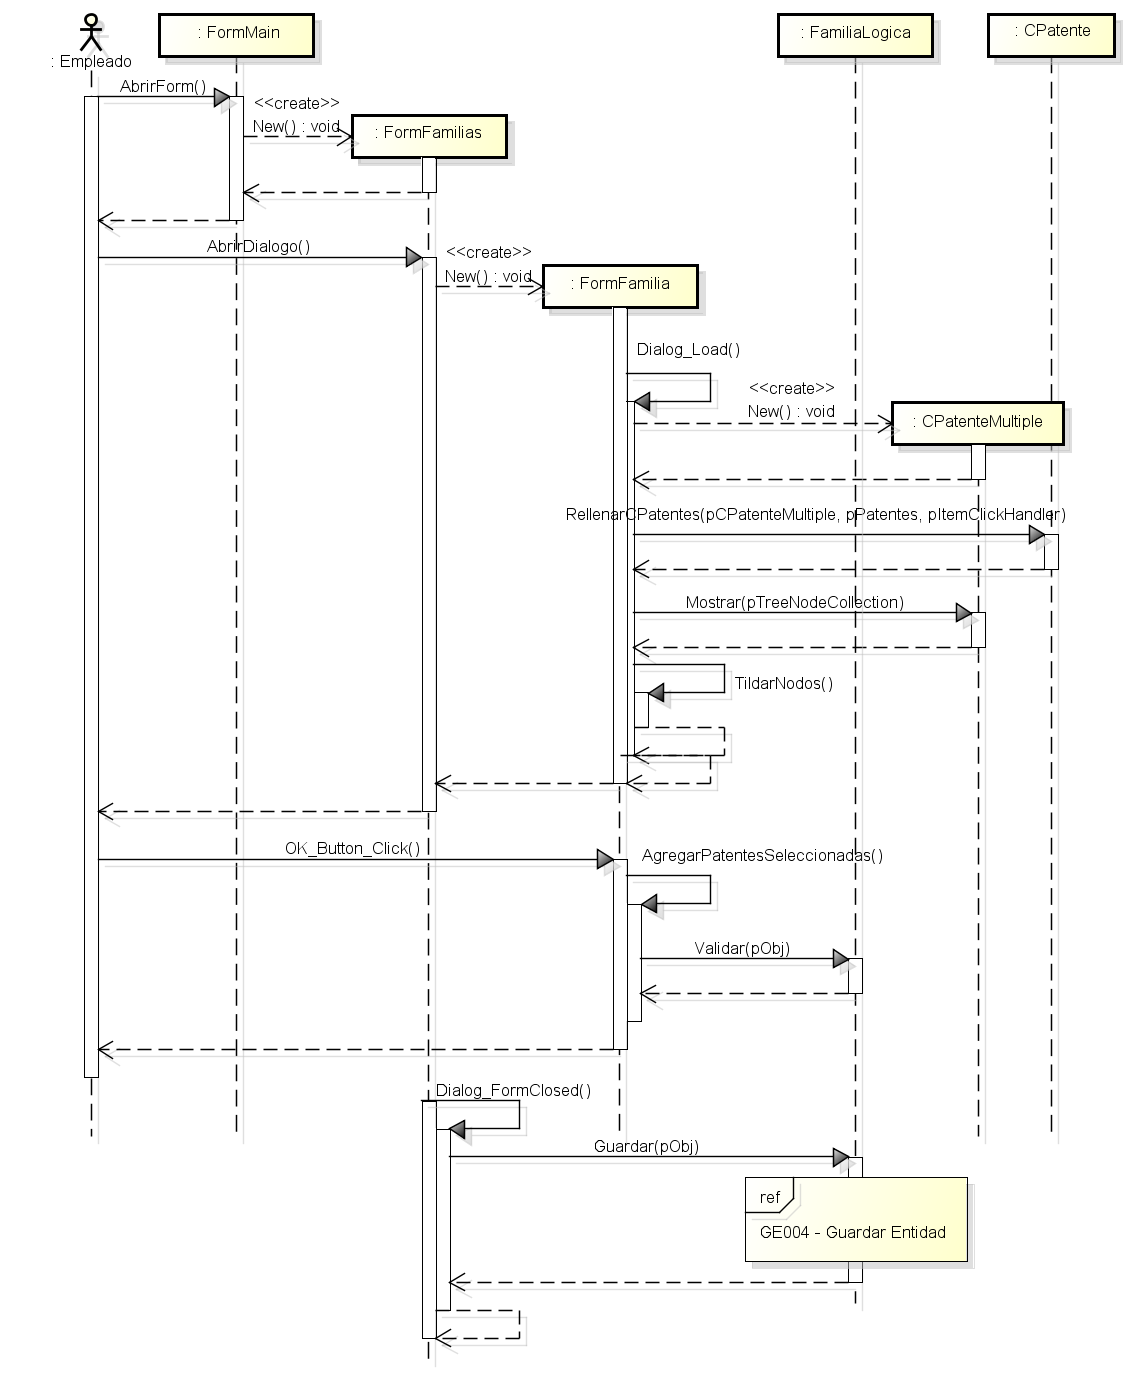 : Empleado
: FormMain
: FamiliaLogica
: CPatente
AbrirForm()
<<create>>
New() : void
: FormFamilias
AbrirDialogo()
<<create>>
New() : void
: FormFamilia
Dialog_Load()
<<create>>
New() : void
: CPatenteMultiple
RellenarCPatentes(pCPatenteMultiple, pPatentes, pItemClickHandler)
Mostrar(pTreeNodeCollection)
TildarNodos()
OK_Button_Click()
AgregarPatentesSeleccionadas()
Validar(pObj)
Dialog_FormClosed()
Guardar(pObj)
ref
GE004 - Guardar Entidad